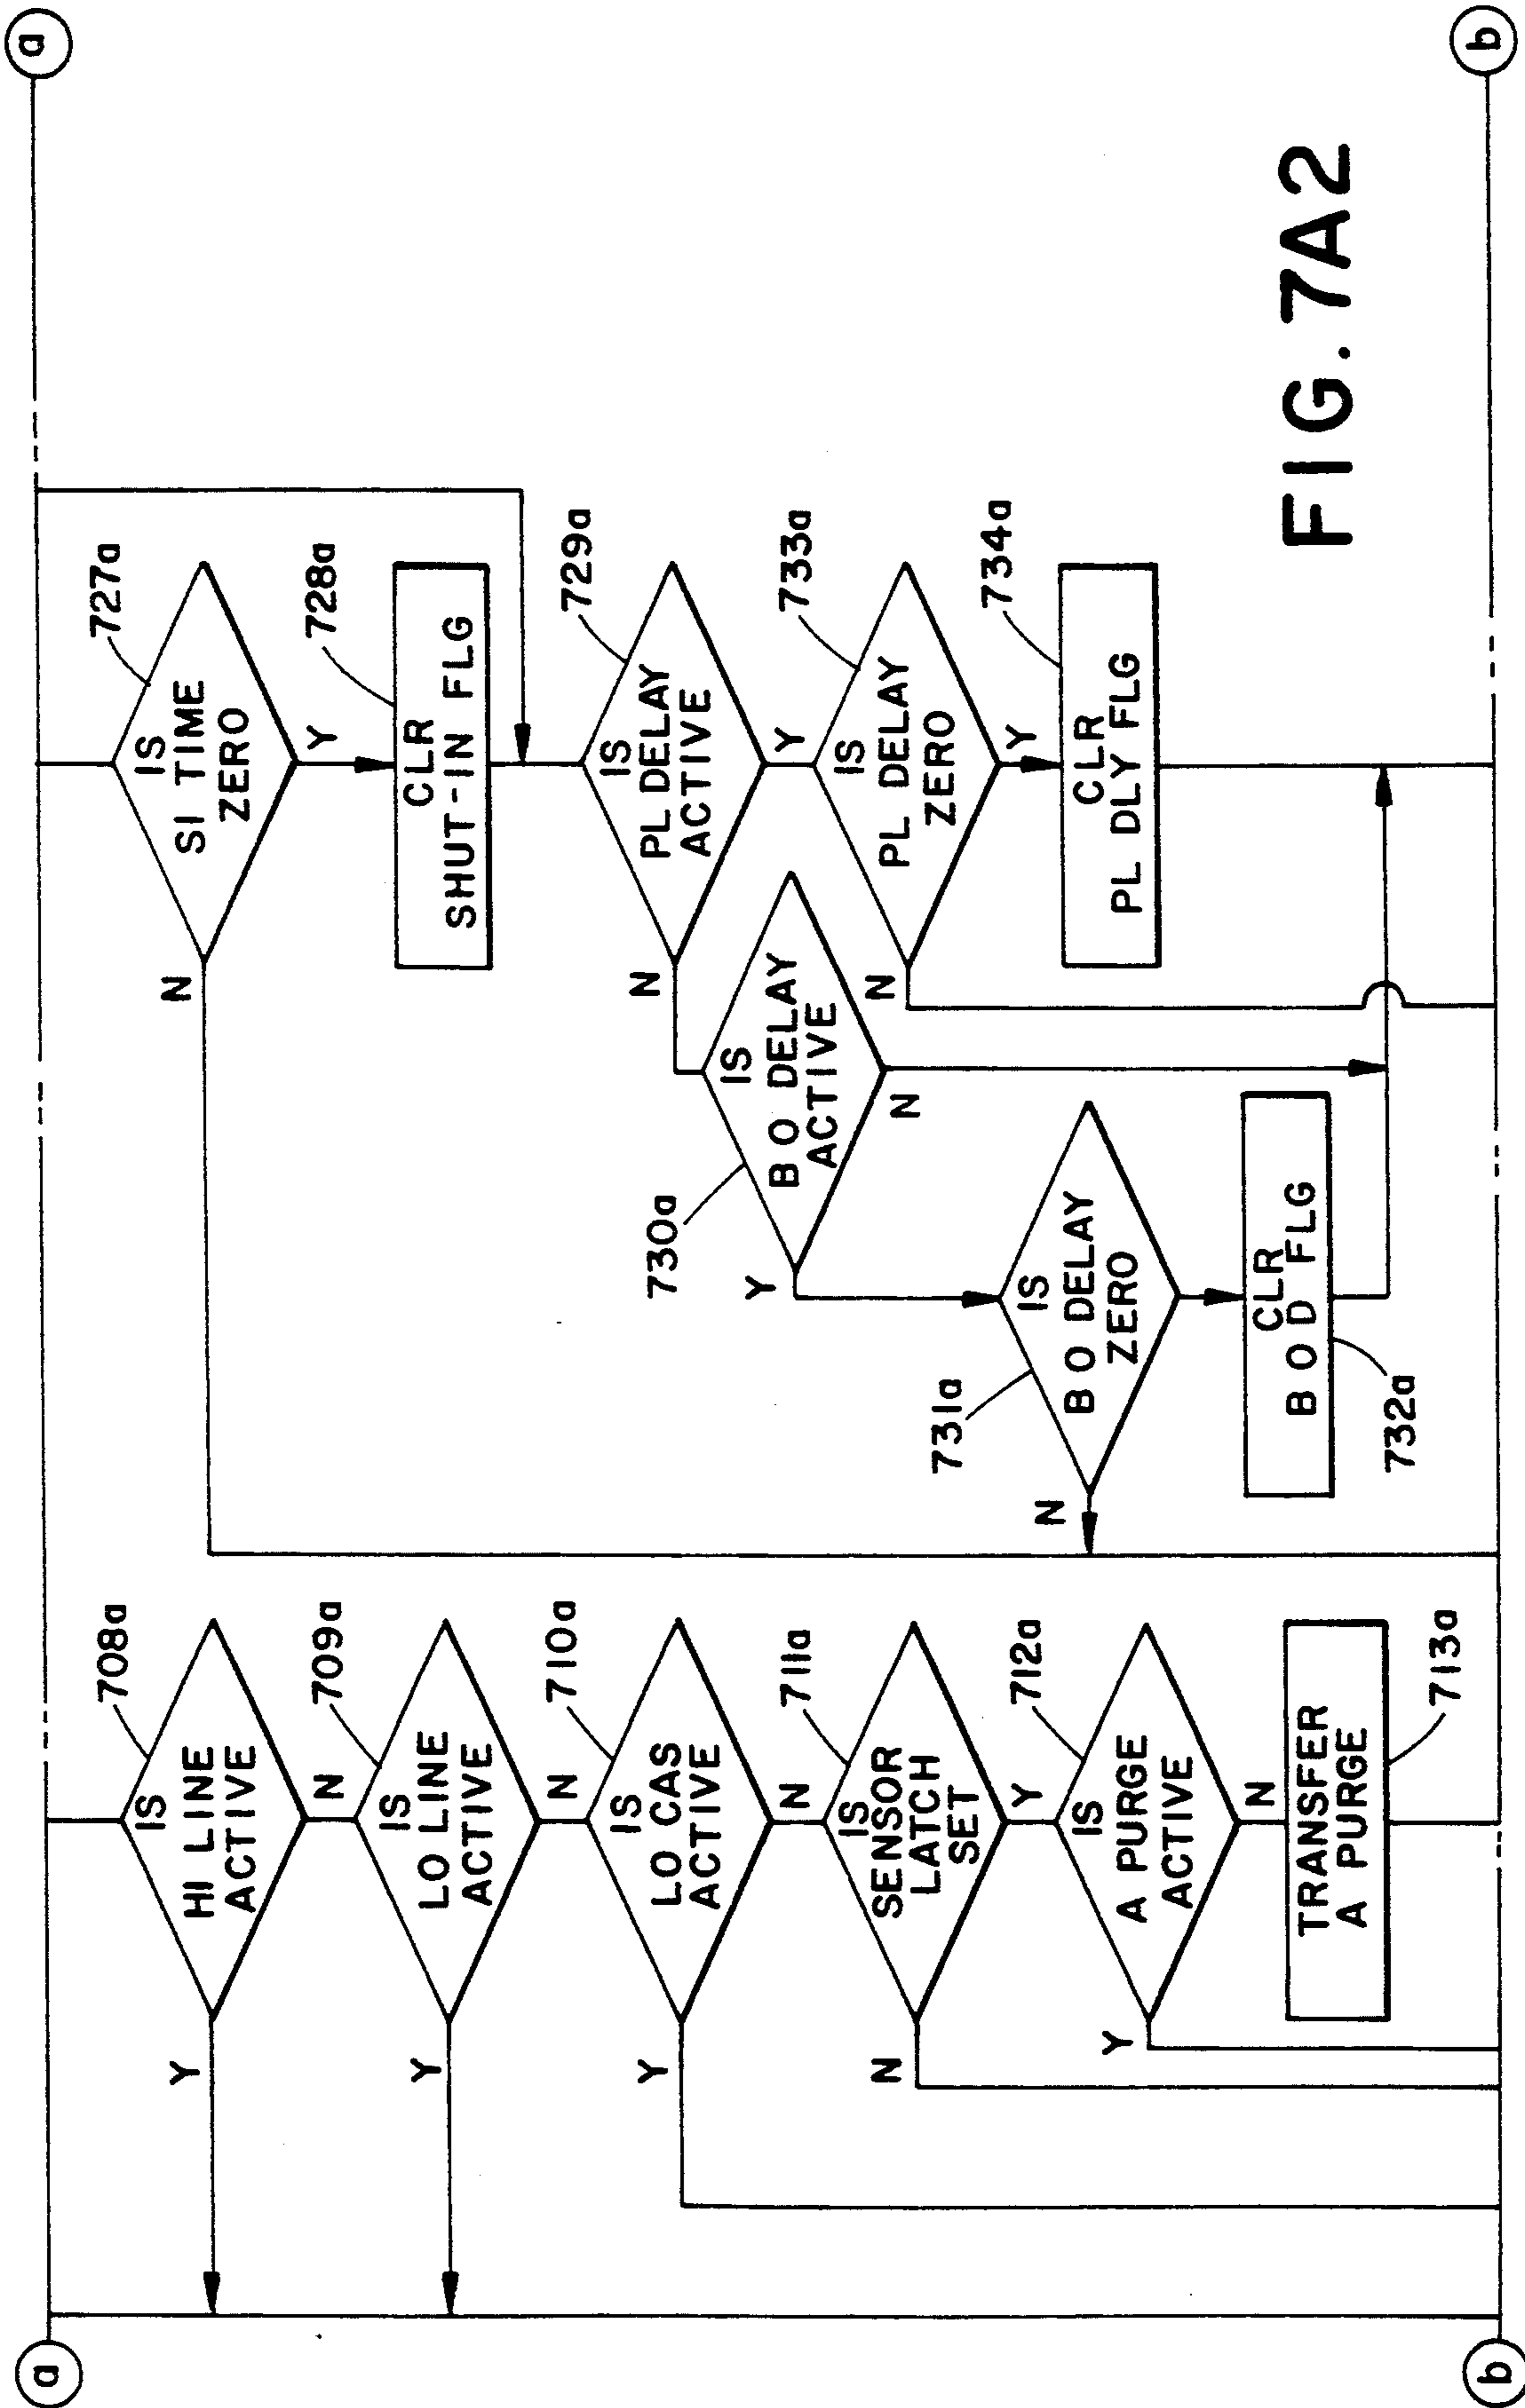 a
a
708a
IS
HI LINE
ACTIVE
Y
N
709a
IS
LO LINE
ACTIVE
Y
N
710a
IS
LO CAS
ACTIVE
Y
N
711a
IS
SENSOR
LATCH
SET
N
Y
712a
IS
A PURGE
ACTIVE
Y
N
TRANSFER
A PURGE
713a
727a
IS
SI TIME
ZERO
N
Y
728a
CLR
SHUT-IN FLG
729a
IS
PL DELAY
ACTIVE
N
Y
730a
IS
B O DELAY
ACTIVE
Y
N
731a
IS
B O DELAY
ZERO
N
CLR
B O D FLG
732a
733a
IS
PL DELAY
ZERO
N
Y
734a
CLR
PL DLY FLG
b
b
FIG. 7A2